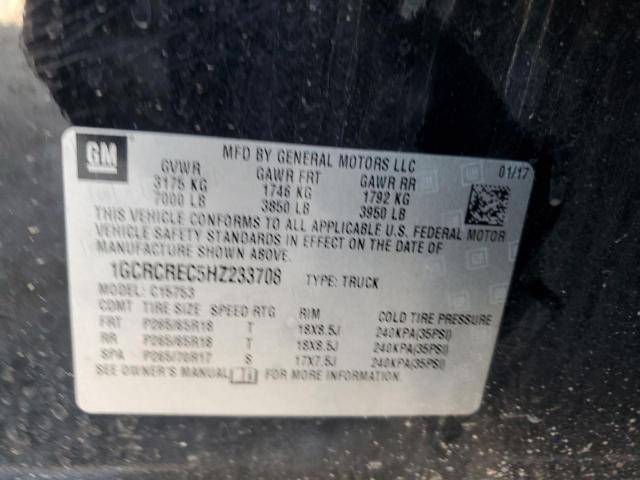 GM
MFD BY GENERAL MOTORS LLC
01/17
GVWR GAWR FRT GAWR RR
3175 KG 1746 KG 1792 KG
7000 LB 3850 LB 3950 LB
THIS VEHICLE CONFORMS TO ALL APPLICABLE U.S. FEDERAL MOTOR
VEHICLE SAFETY STANDARDS IN EFFECT ON THE DATE OF
MANUFACTURE SHOWN ABOVE.
1GCRCREC5HZ233708 TYPE: TRUCK
MODEL: C15753
COMT TIRE SIZE SPEED RTG RIM COLD TIRE PRESSURE
FRT P265/65R18 T 18X8.5J 240KPA(35PSI)
RR P265/65R18 T 18X8.5J 240KPA(35PSI)
SPA P265/70R17 S 17X7.5J 240KPA(35PSI)
SEE OWNER'S MANUAL FOR MORE INFORMATION.